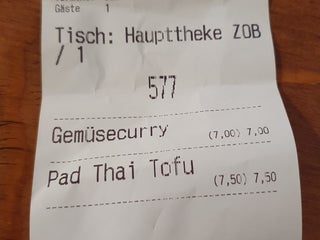 Gäste 1
Tisch: Haupttheke ZOB
/ 1
577
Gemüsecurry (7,00) 7,00
Pad Thai Tofu (7,50) 7,50